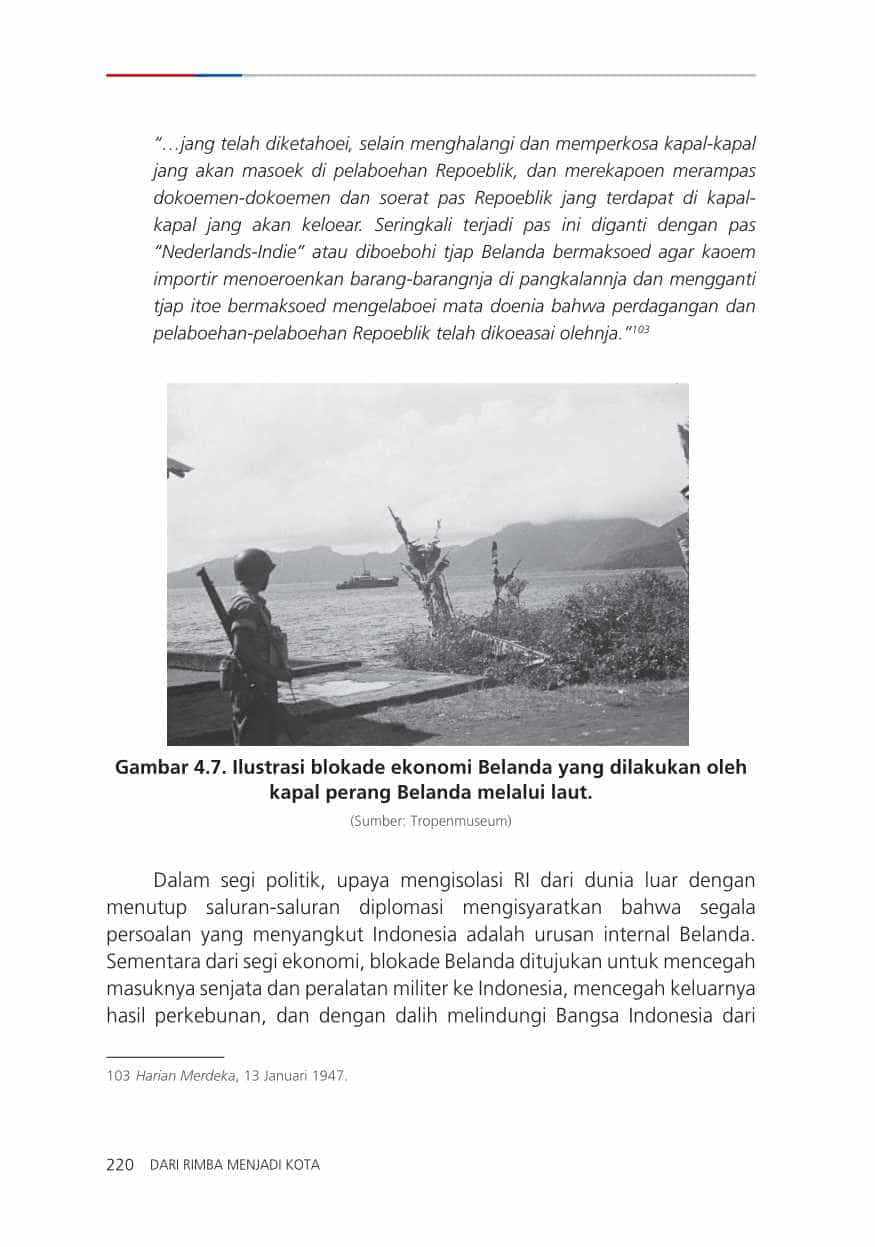 “…jang telah diketahoei, selain menghalangi dan memperkosa kapal-kapal
jang akan masoek di pelaboehan Repoeblik, dan merekapoen merampas
dokoemen-dokoemen dan soerat pas Repoeblik jang terdapat di kapal-
kapal jang akan keloear. Seringkali terjadi pas ini diganti dengan pas
“Nederlands-Indie” atau diboebohi tjap Belanda bermaksoed agar kaoem
importir menoeroenkan barang-barangnja di pangkalannja dan mengganti
tjap itoe bermaksoed mengelaboei mata doenia bahwa perdagangan dan
pelaboehan-pelaboehan Repoeblik telah dikoeasai olehnja.”103
Gambar 4.7. Ilustrasi blokade ekonomi Belanda yang dilakukan oleh
kapal perang Belanda melalui laut.
(Sumber: Tropenmuseum)
Dalam segi politik, upaya mengisolasi RI dari dunia luar dengan
menutup saluran-saluran diplomasi mengisyaratkan bahwa segala
persoalan yang menyangkut Indonesia adalah urusan internal Belanda.
Sementara dari segi ekonomi, blokade Belanda ditujukan untuk mencegah
masuknya senjata dan peralatan militer ke Indonesia, mencegah keluarnya
hasil perkebunan, dan dengan dalih melindungi Bangsa Indonesia dari
103 Harian Merdeka, 13 Januari 1947.
220 DARI RIMBA MENJADI KOTA